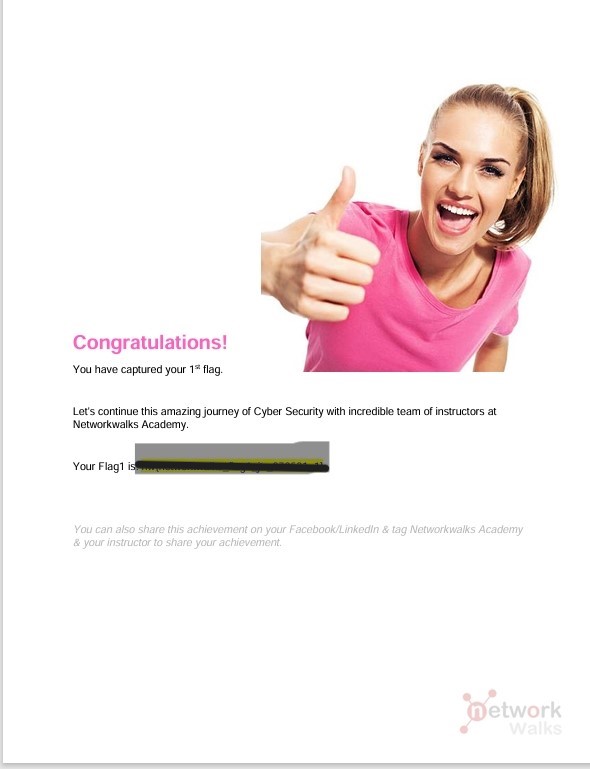 Congratulations!
You have captured your 1st flag.
Let's continue this amazing journey of Cyber Security with incredible team of instructors at
Networkwalks Academy.
Your Flag1 is
You can also share this achievement on your Facebook/LinkedIn & tag Networkwalks Academy
& your instructor to share your achievement.
network
Walks